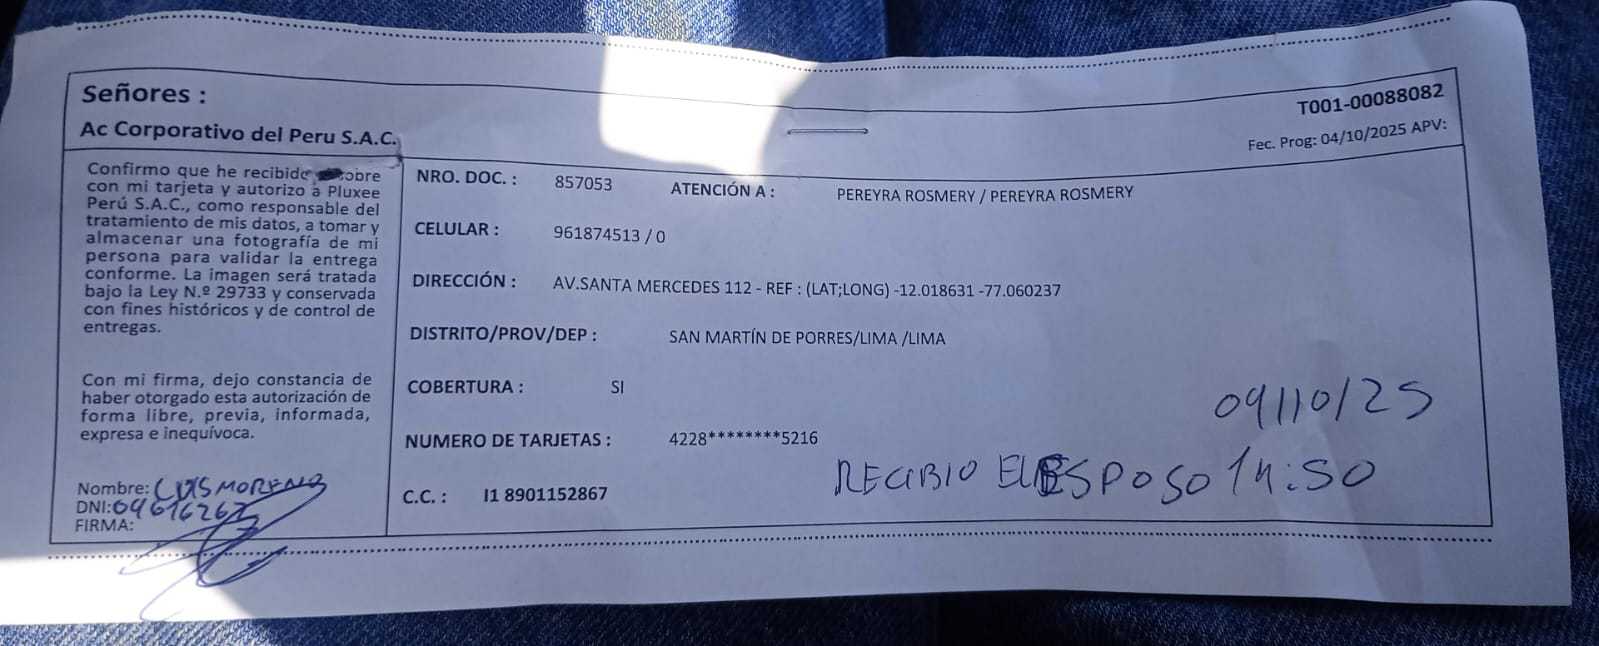 Señores :
Ac Corporativo del Peru S.A.C.
T001-00088082
Fec. Prog: 04/10/2025 APV:
Confirmo que he recibido sobre
con mi tarjeta y autorizo a Pluxee
Perú S.A.C., como responsable del
tratamiento de mis datos, a tomar y
almacenar una fotografía de mi
persona para validar la entrega
conforme. La imagen será tratada
bajo la Ley N.º 29733 y conservada
con fines históricos y de control de
entregas.
Con mi firma, dejo constancia de
haber otorgado esta autorización de
forma libre, previa, informada,
expresa e inequívoca.
Nombre: LUIS MORENO
DNI:
FIRMA:
NRO. DOC. : 857053 ATENCIÓN A : PEREYRA ROSMERY / PEREYRA ROSMERY
CELULAR : 961874513 / 0
DIRECCIÓN : AV.SANTA MERCEDES 112 - REF : (LAT;LONG) -12.018631 -77.060237
DISTRITO/PROV/DEP : SAN MARTÍN DE PORRES/LIMA /LIMA
COBERTURA : SI
09/10/25
NUMERO DE TARJETAS : 4228********5216
RECIBIO EL ESPOSO 14:50
C.C. : I1 8901152867